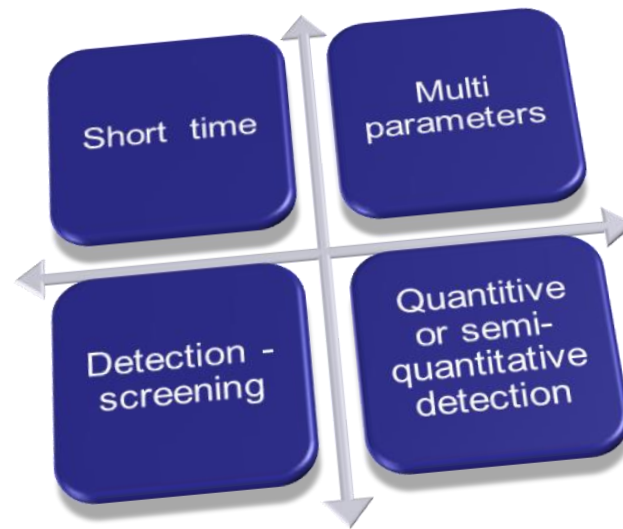 Short time
Multi
parameters
Detection -
screening
Quantitive
or semi-
quantitative
detection